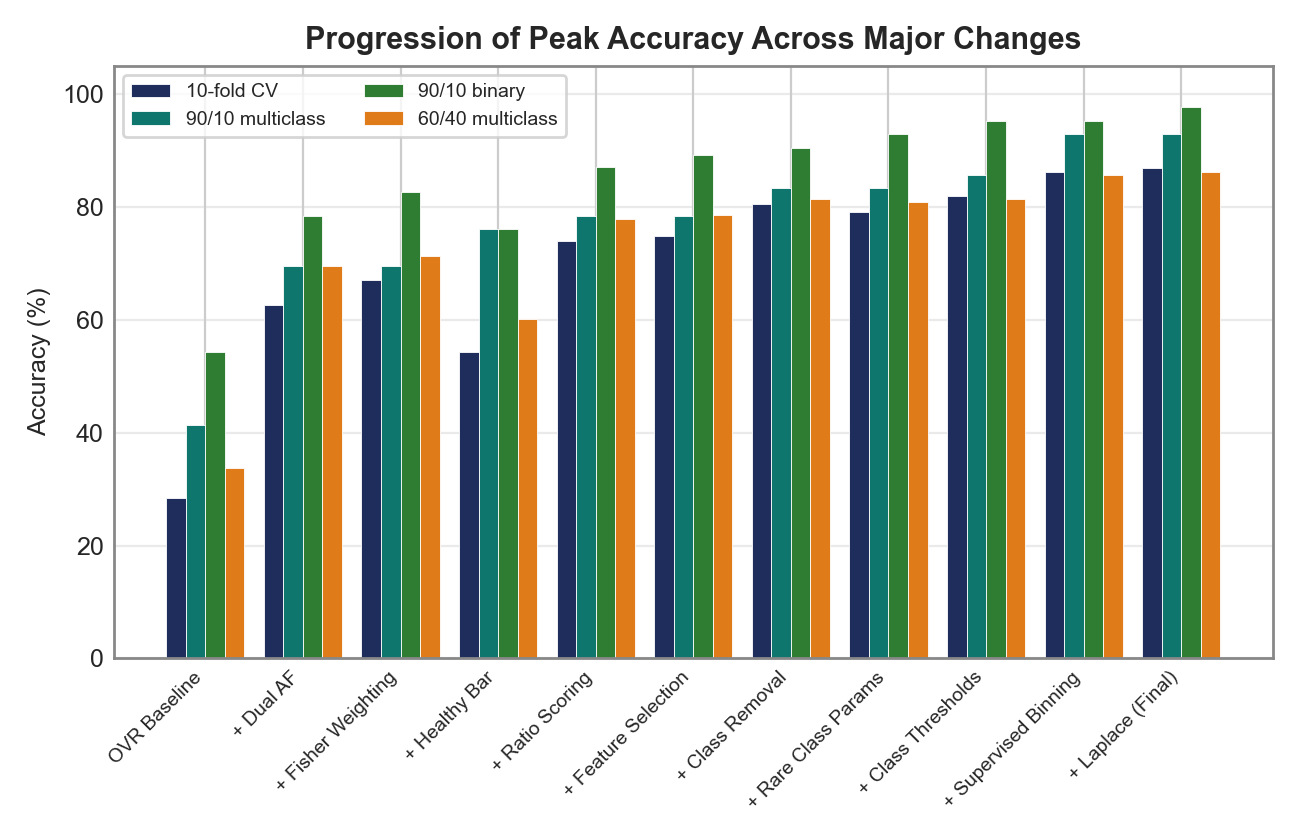 Progression of Peak Accuracy Across Major Changes
10-fold CV
90/10 multiclass
90/10 binary
60/40 multiclass
Accuracy (%)
100
80
60
40
20
0
OVR Baseline
+ Dual AF
+ Fisher Weighting
+ Healthy Bar
+ Ratio Scoring
+ Feature Selection
+ Class Removal
+ Rare Class Params
+ Class Thresholds
+ Supervised Binning
+ Laplace (Final)